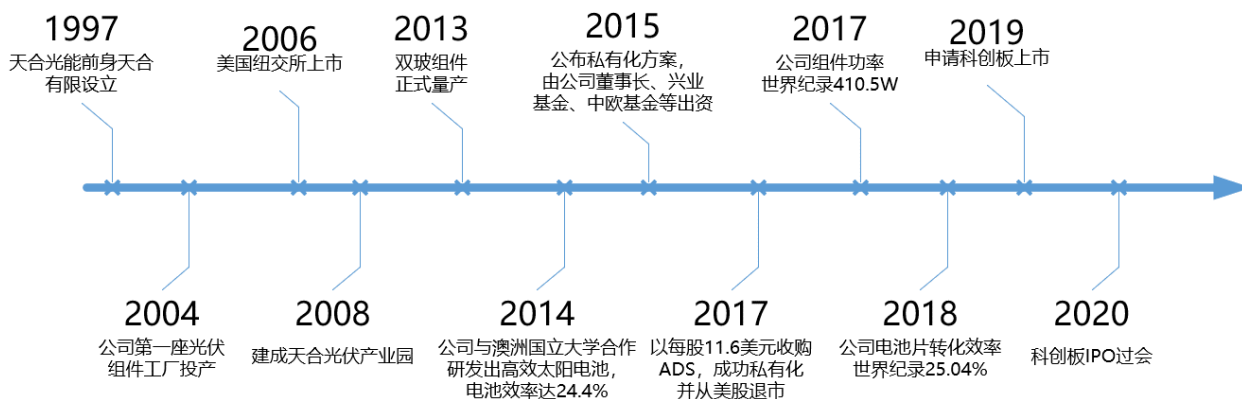 1997
天合光能前身天合
有限设立
2004
公司第一座光伏
组件工厂投产
2006
美国纽交所上市
2008
建成天合光伏产业园
2013
双玻组件
正式量产
2014
公司与澳洲国立大学合作
研发出高效太阳电池，
电池效率达24.4%
2015
公布私有化方案，
由公司董事长、兴业
基金、中欧基金等出资
2017
以每股11.6美元收购
ADS，成功私有化
并从美股退市
2017
公司组件功率
世界纪录410.5W
2018
公司电池片转化效率
世界纪录25.04%
2019
申请科创板上市
2020
科创板IPO过会